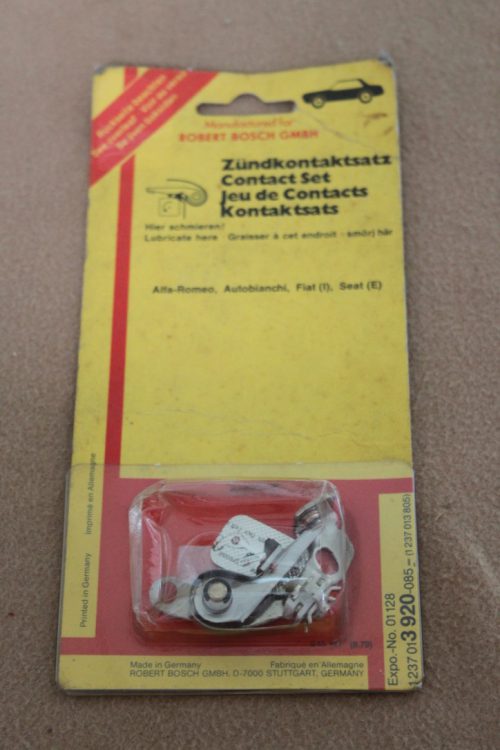 Manufactured for
ROBERT BOSCH GMBH
Zündkontaktsatz
Contact Set
Jeu de Contacts
Kontaktsats
Hier schmieren!
Lubricate here Graisser à cet endroit - smörj här
Alfa-Romeo, Autobianchi, Fiat (I), Seat (E)
Printed in Germany Imprimé en Allemagne
Expo.-No. 01128
1 237 013 920-085- (1 237 013 805)
Made in Germany Fabriqué en Allemagne
ROBERT BOSCH GMBH, D-7000 STUTTGART, GERMANY